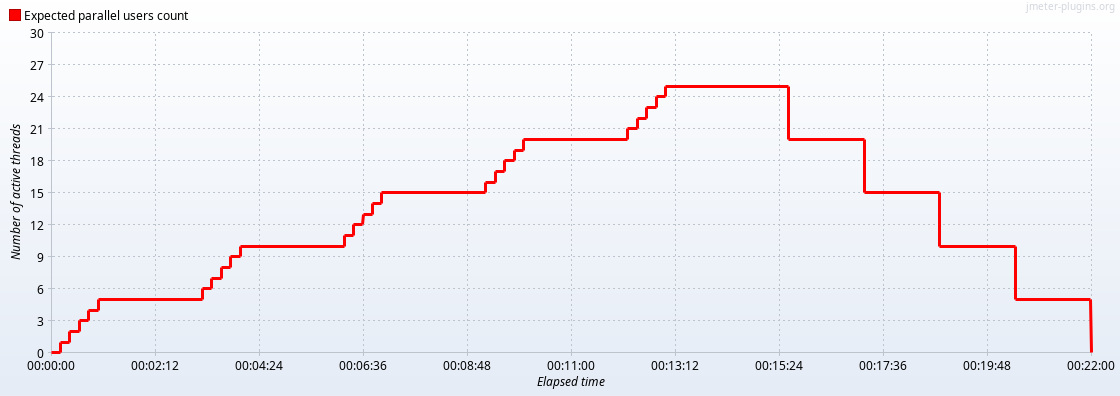 Expected parallel users count
jmeter-plugins.org
30
27
24
21
18
15
12
9
6
3
0
Number of active threads
00:00:00 00:02:12 00:04:24 00:06:36 00:08:48 00:11:00 00:13:12 00:15:24 00:17:36 00:19:48 00:22:00
Elapsed time